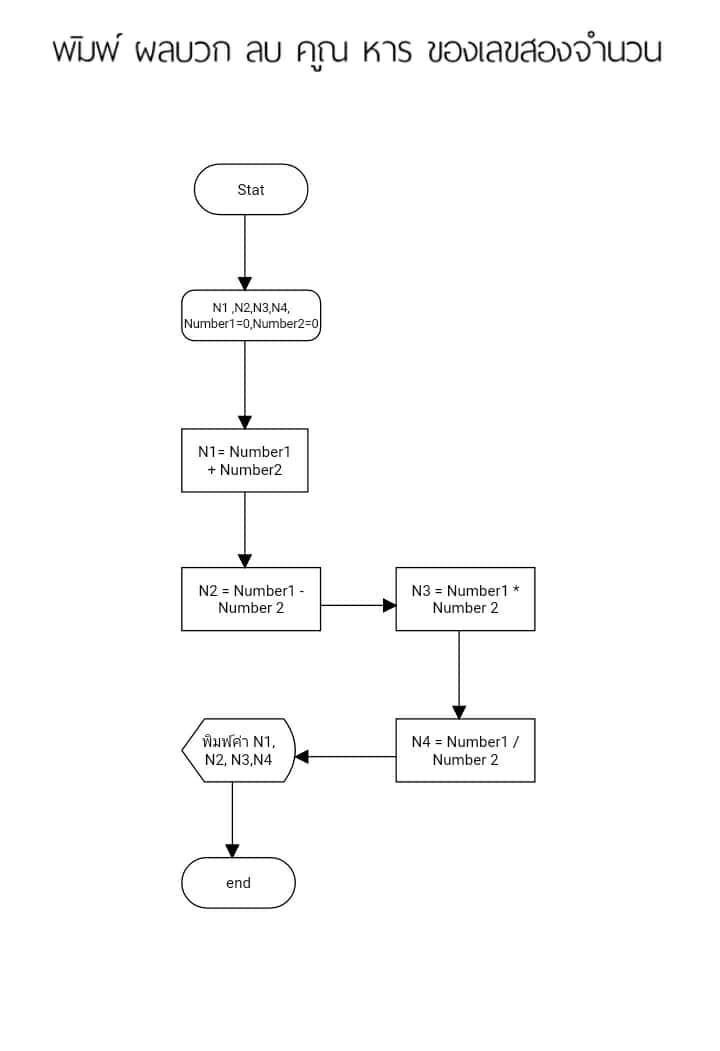 พิมพ์ ผลบวก ลบ คูณ หาร ของเลขสองจำนวน
Stat
N1 ,N2,N3,N4,
Number1=0,Number2=0
N1= Number1
+ Number2
N2 = Number1 -
Number 2
N3 = Number1 *
Number 2
N4 = Number1 /
Number 2
พิมพ์ค่า N1,
N2, N3,N4
end